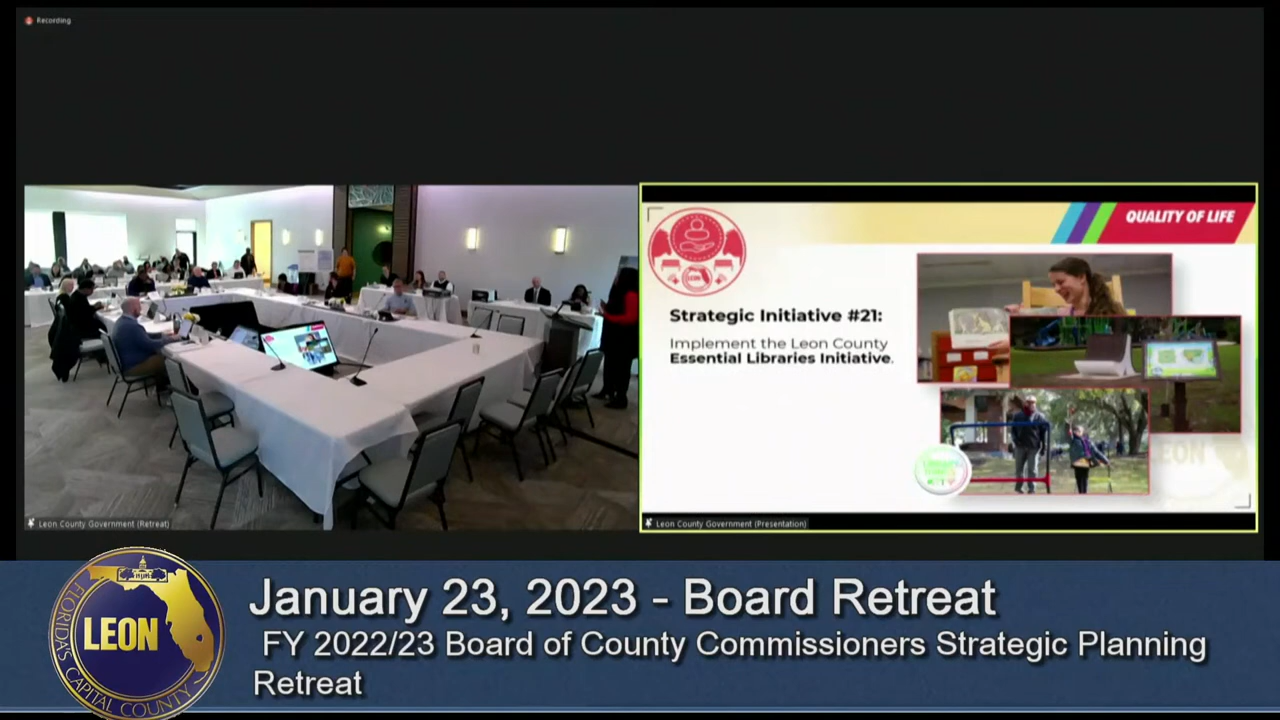 Recording
QUALITY OF LIFE
LEON
Strategic Initiative #21:
Implement the Leon County
Essential Libraries Initiative.
Leon County Government (Retreat)
Leon County Government (Presentation)
January 23, 2023 - Board Retreat
FY 2022/23 Board of County Commissioners Strategic Planning
Retreat
FLORIDA'S CAPITAL COUNTY
LEON